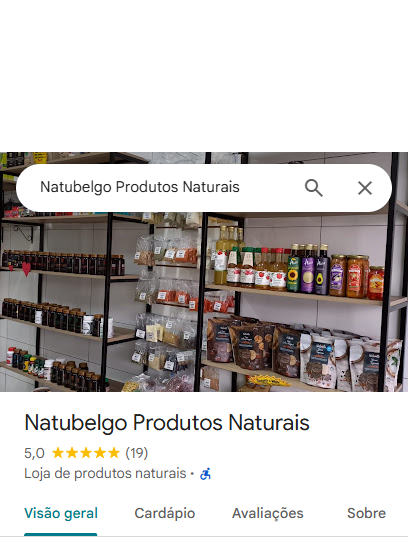 Natubelgo Produtos Naturais
Natubelgo Produtos Naturais
5,0 (19)
Loja de produtos naturais ·
Visão geral Cardápio Avaliações Sobre